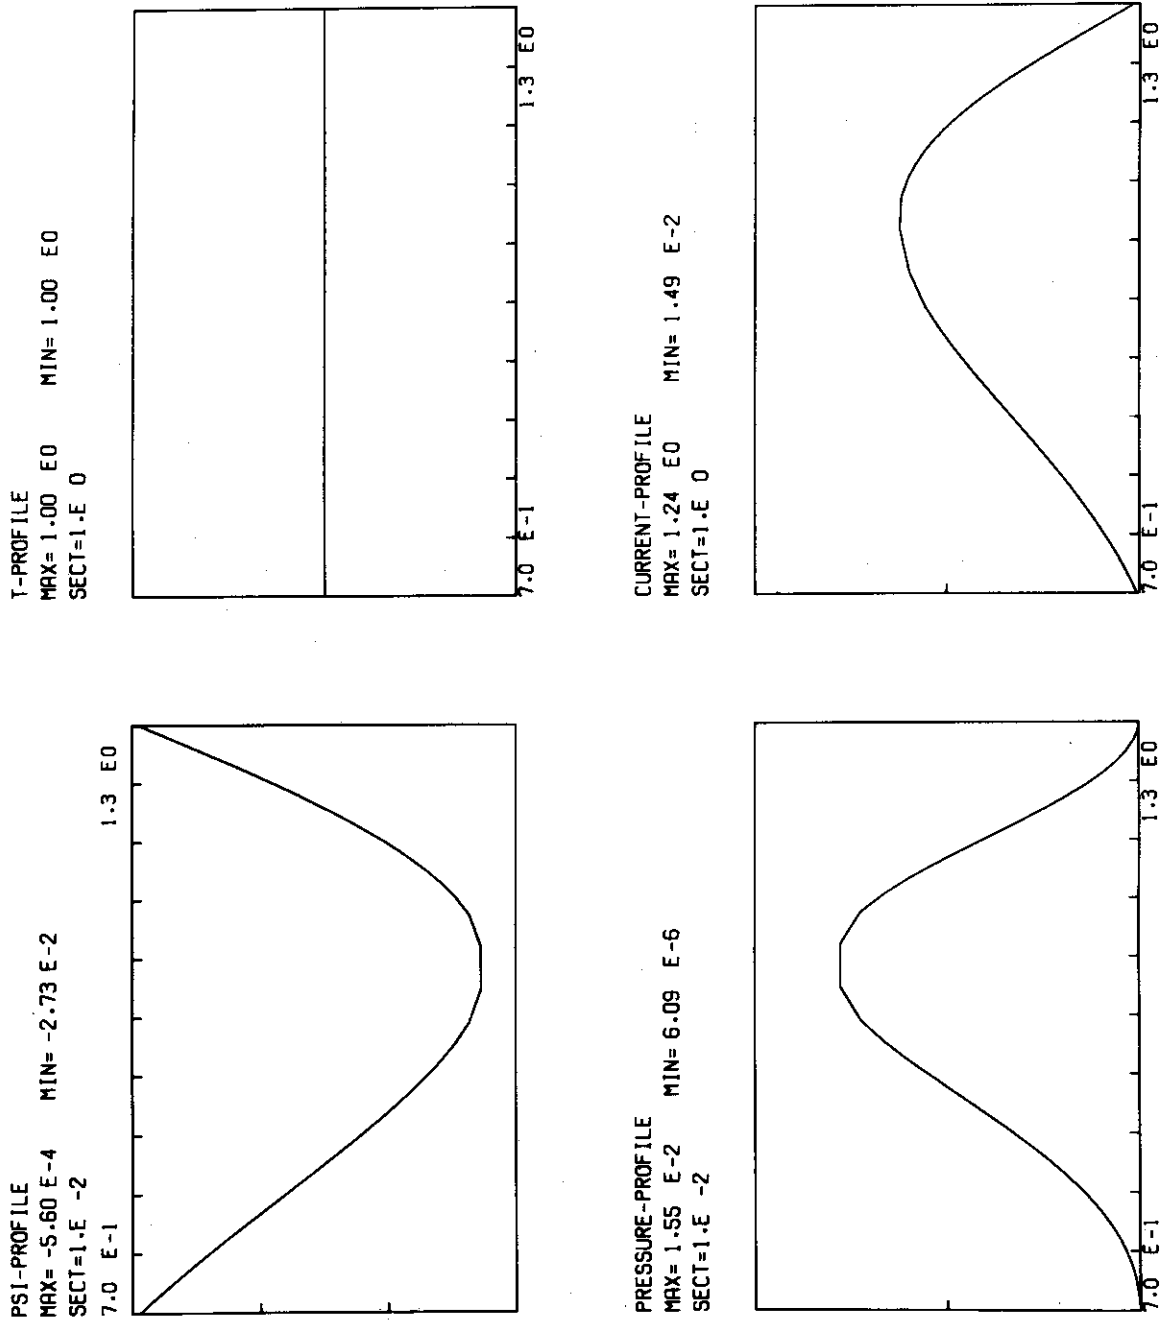 PSI-PROFILE
MAX= -5.60 E-4 MIN= -2.73 E-2
SECT=1.E -2
7.0 E-1 1.3 E0
T-PROFILE
MAX= 1.00 E0 MIN= 1.00 E0
SECT=1.E 0
7.0 E-1 1.3 E0
PRESSURE-PROFILE
MAX= 1.55 E-2 MIN= 6.09 E-6
SECT=1.E -2
7.0 E-1 1.3 E0
CURRENT-PROFILE
MAX= 1.24 E0 MIN= 1.49 E-2
SECT=1.E 0
7.0 E-1 1.3 E0